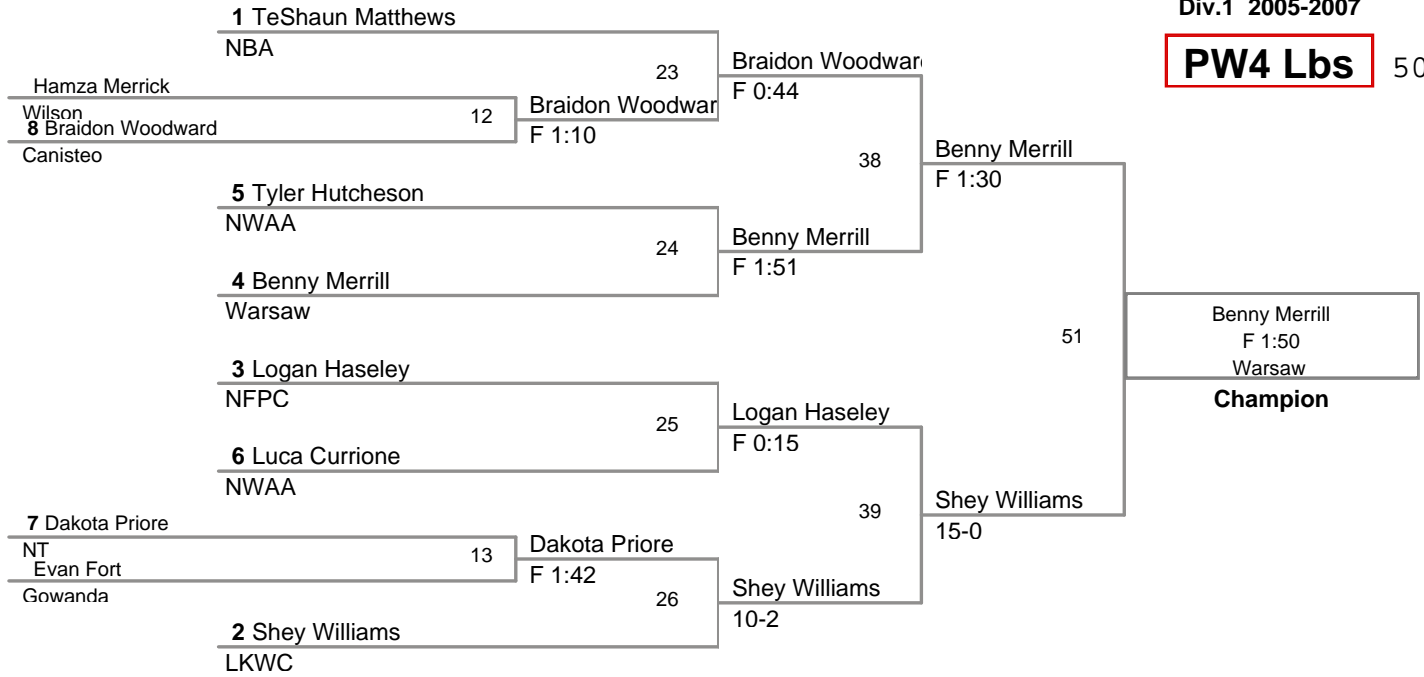 Div.1 2005-2007
PW4 Lbs 50
1 TeShaun Matthews
NBA
23
Braidon Woodwar
F 0:44
Hamza Merrick
Wilson
12
Braidon Woodwar
F 1:10
8 Braidon Woodward
Canisteo
38
Benny Merrill
F 1:30
5 Tyler Hutcheson
NWAA
24
Benny Merrill
F 1:51
4 Benny Merrill
Warsaw
51
Benny Merrill
F 1:50
Warsaw
Champion
3 Logan Haseley
NFPC
25
Logan Haseley
F 0:15
6 Luca Currione
NWAA
39
Shey Williams
15-0
7 Dakota Priore
NT
13
Dakota Priore
F 1:42
Evan Fort
Gowanda
26
Shey Williams
10-2
2 Shey Williams
LKWC